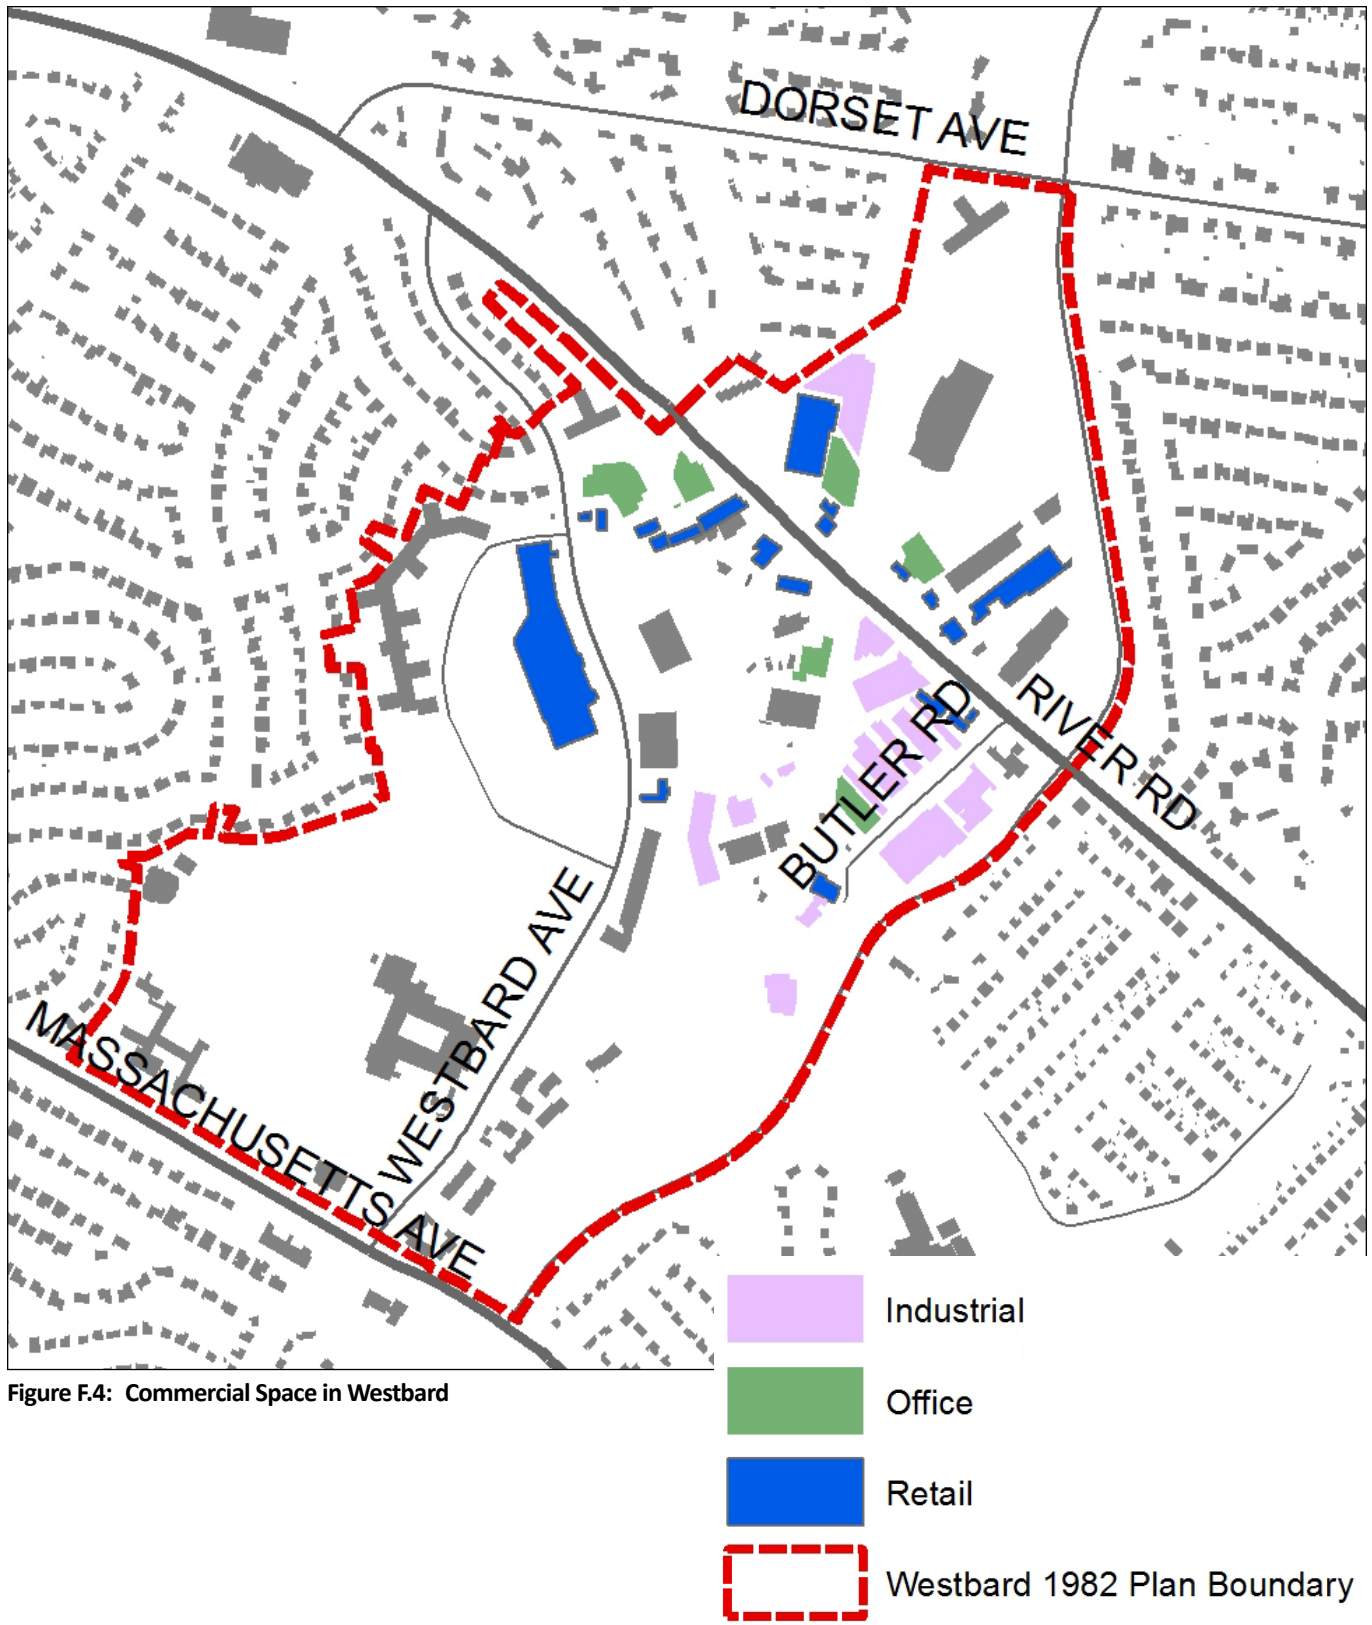 DORSET AVE
RIVER RD
BUTLER RD
WESTBARD AVE
MASSACHUSETTS AVE
Industrial
Figure F.4: Commercial Space in Westbard
Office
Retail
Westbard 1982 Plan Boundary